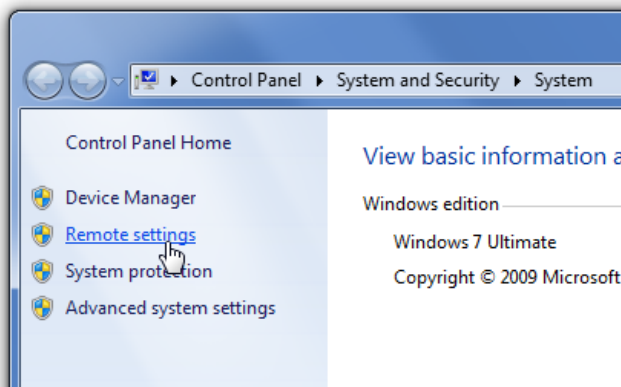 Control Panel ▸ System and Security ▸ System
Control Panel Home
Device Manager
Remote settings
System protection
Advanced system settings
View basic information a
Windows edition
Windows 7 Ultimate
Copyright © 2009 Microsoft